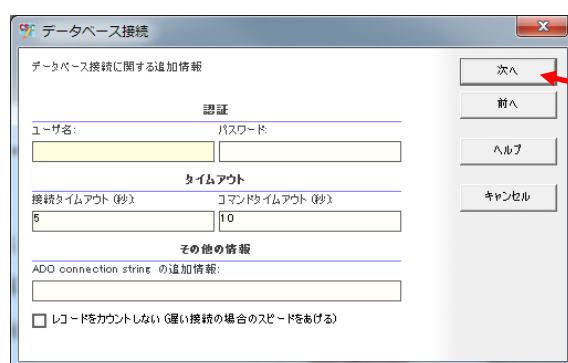 データベース接続
データベース接続に関する追加情報
次へ
認証
前へ
ユーザ名:
パスワード:
ヘルプ
タイムアウト
接続タイムアウト (秒):
コマンドタイムアウト (秒):
キャンセル
5
10
その他の情報
ADO connection string の追加情報:
レコードをカウントしない (遅い接続の場合のスピードをあげる)